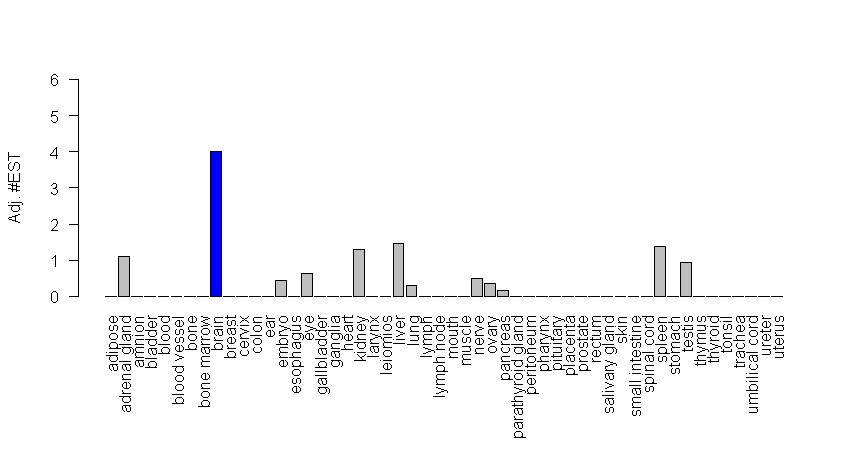 Adj. #EST
6
5
4
3
2
1
0
adipose
adrenal gland
amnion
bladder
blood
blood vessel
bone
bone marrow
brain
breast
cervix
colon
ear
embryo
esophagus
eye
gallbladder
ganglia
heart
kidney
larynx
leiomios
liver
lung
lymph
lymph node
mouth
muscle
nerve
ovary
pancreas
parathyroid gland
peritoneum
pharynx
pituitary
placenta
prostate
rectum
salivary gland
skin
small intestine
spinal cord
spleen
stomach
testis
thymus
thyroid
tonsil
trachea
umbilical cord
ureter
uterus